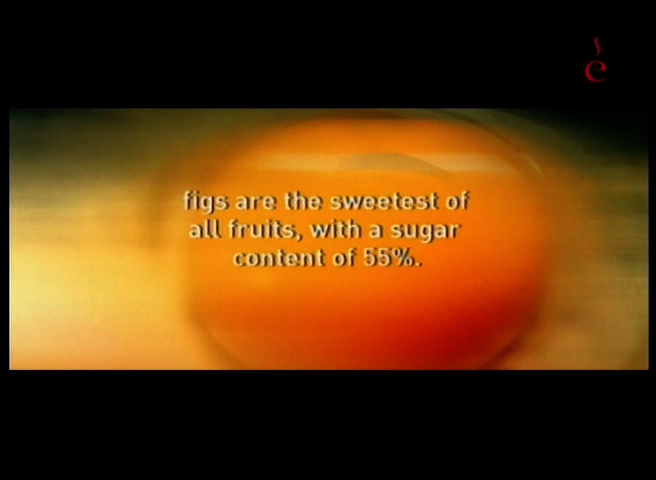 e
figs are the sweetest of
all fruits, with a sugar
content of 55%.